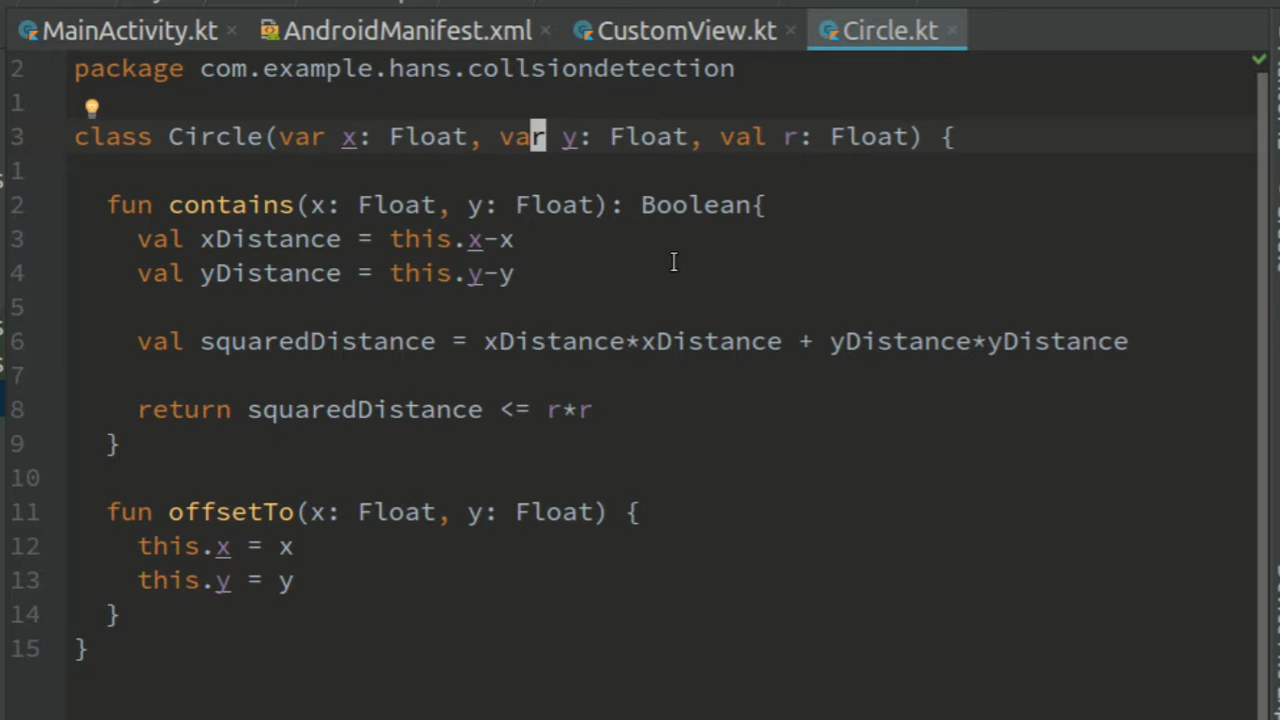 MainActivity.kt × AndroidManifest.xml × CustomView.kt × Circle.kt ×
2 package com.example.hans.collsiondetection
1
3 class Circle(var x: Float, var y: Float, val r: Float) {
1
2 fun contains(x: Float, y: Float): Boolean{
3 val xDistance = this.x-x
4 val yDistance = this.y-y
5
6 val squaredDistance = xDistance*xDistance + yDistance*yDistance
7
8 return squaredDistance <= r*r
9 }
10
11 fun offsetTo(x: Float, y: Float) {
12 this.x = x
13 this.y = y
14 }
15 }